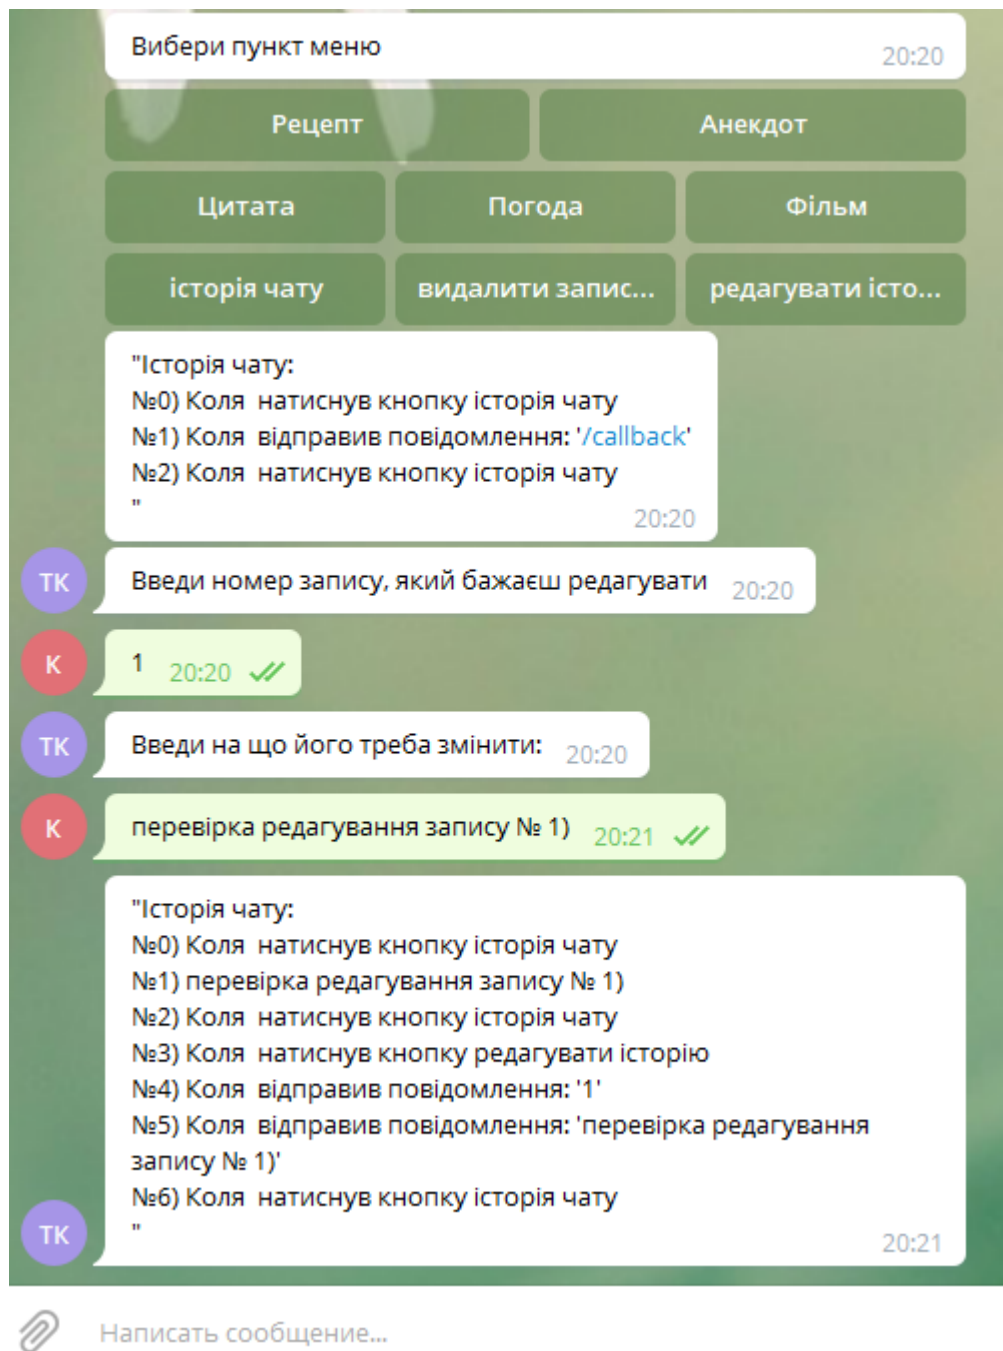 Вибери пункт меню
20:20
Рецепт
Анекдот
Цитата
Погода
Фільм
історія чату
видалити запис...
редагувати істо...
"Історія чату:
№0) Коля  натиснув кнопку історія чату
№1) Коля  відправив повідомлення: '/callback'
№2) Коля  натиснув кнопку історія чату
"
20:20
ТК
Введи номер запису, який бажаєш редагувати 20:20
К
1 20:20
ТК
Введи на що його треба змінити: 20:20
К
перевірка редагування запису № 1) 20:21
"Історія чату:
№0) Коля  натиснув кнопку історія чату
№1) перевірка редагування запису № 1)
№2) Коля  натиснув кнопку історія чату
№3) Коля  натиснув кнопку редагувати історію
№4) Коля  відправив повідомлення: '1'
№5) Коля  відправив повідомлення: 'перевірка редагування
запису № 1)'
№6) Коля  натиснув кнопку історія чату
"
ТК
20:21
Написать сообщение...